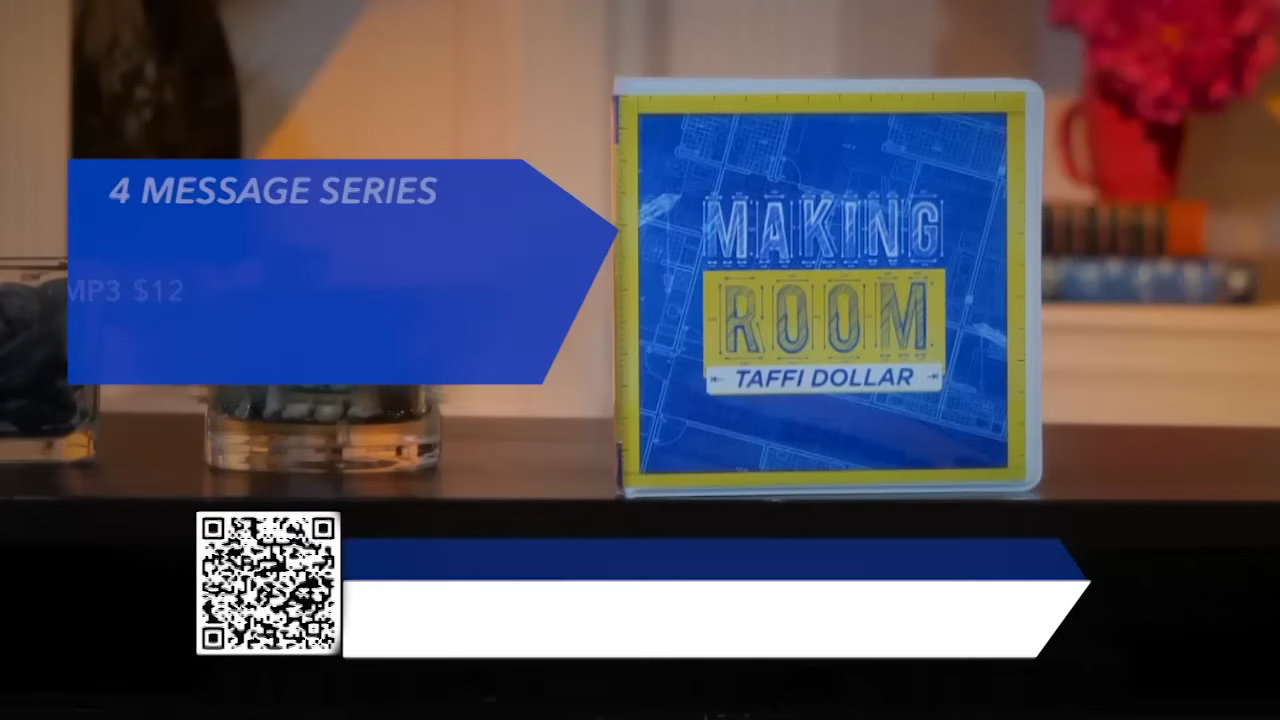 4 MESSAGE SERIES
MP3 $12
MAKING
ROOM
TAFFI DOLLAR